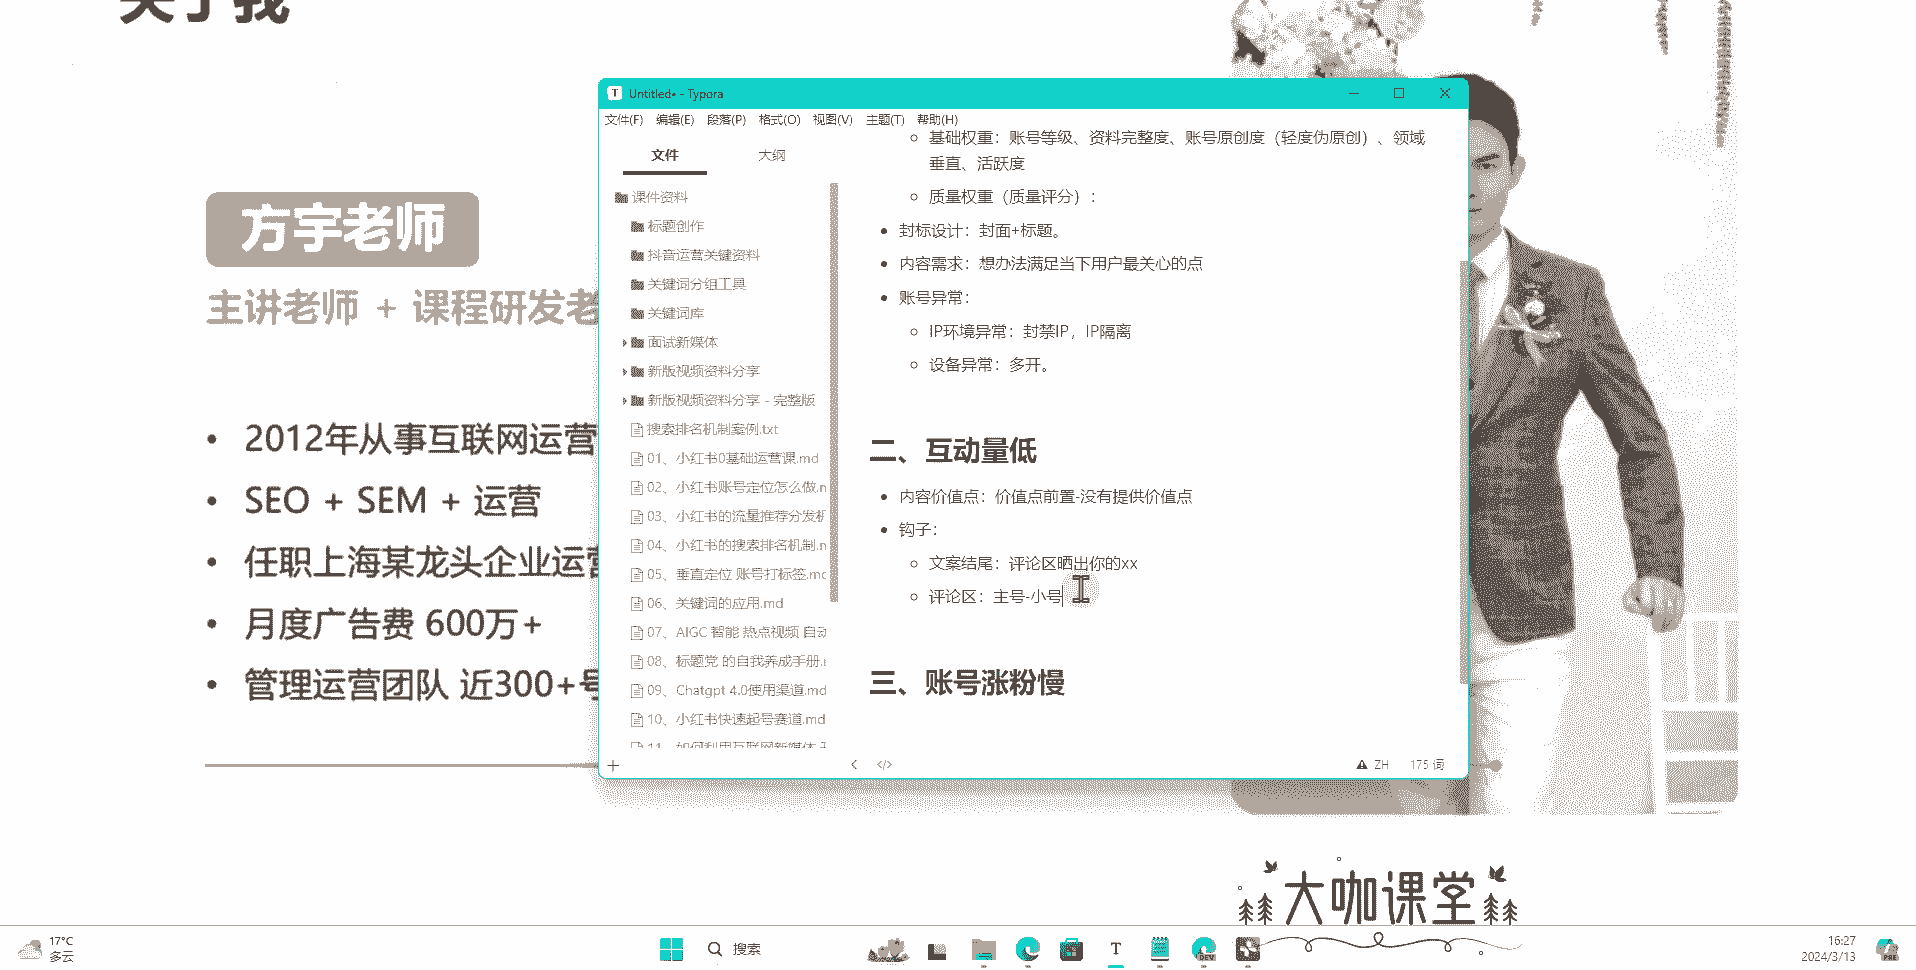 关于我
方宇老师
主讲老师 + 课程研发老
• 2012年从事互联网运营
• SEO + SEM + 运营
• 任职上海某龙头企业运营
• 月度广告费 600万+
• 管理运营团队 近300+号
Untitled• - Typora
文件(F) 编辑(E) 段落(P) 格式(O) 视图(V) 主题(T) 帮助(H)
文件 大纲
课件资料
标题创作
抖音运营关键资料
关键词分组工具
关键词库
面试新媒体
新版视频资料分享
新版视频资料分享 - 完整版
搜索排名机制案例.txt
01、小红书0基础运营课.md
02、小红书账号定位怎么做.m
03、小红书的流量推荐分发机
04、小红书的搜索排名机制.m
05、垂直定位 账号打标签.md
06、关键词的应用.md
07、AIGC 智能 热点视频 自动
08、标题党 的自我养成手册.
09、Chatgpt 4.0使用渠道.md
10、小红书快速起号赛道.md
11、如何利用互联网新媒体
基础权重：账号等级、资料完整度、账号原创度（轻度伪原创）、领域
垂直、活跃度
质量权重（质量评分）：
• 封标设计：封面+标题。
• 内容需求：想办法满足当下用户最关心的点
• 账号异常：
IP环境异常：封禁IP，IP隔离
设备异常：多开。
二、互动量低
• 内容价值点：价值点前置-没有提供价值点
• 钩子：
文案结尾：评论区晒出你的xx
评论区：主号-小号
三、账号涨粉慢
ZH 175 词
大咖课堂
17°C
多云
搜索
T
DEV
16:27
2024/3/13
PRE